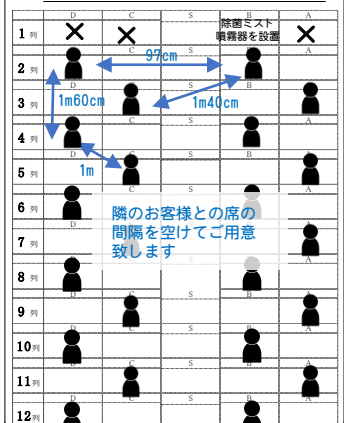 D C S B A
除菌ミスト
1列 噴霧器を設置
97cm
2列
D C S B A
1m60cm 1m40cm
3列
D C S B A
4列
D C S B A
5列
1m
D C S B A
6列
隣のお客様との席の
間隔を空けてご用意
7列
致します
8列
D C S B A
9列
D C S B A
10列
D C S B A
11列
D C S B A
12列